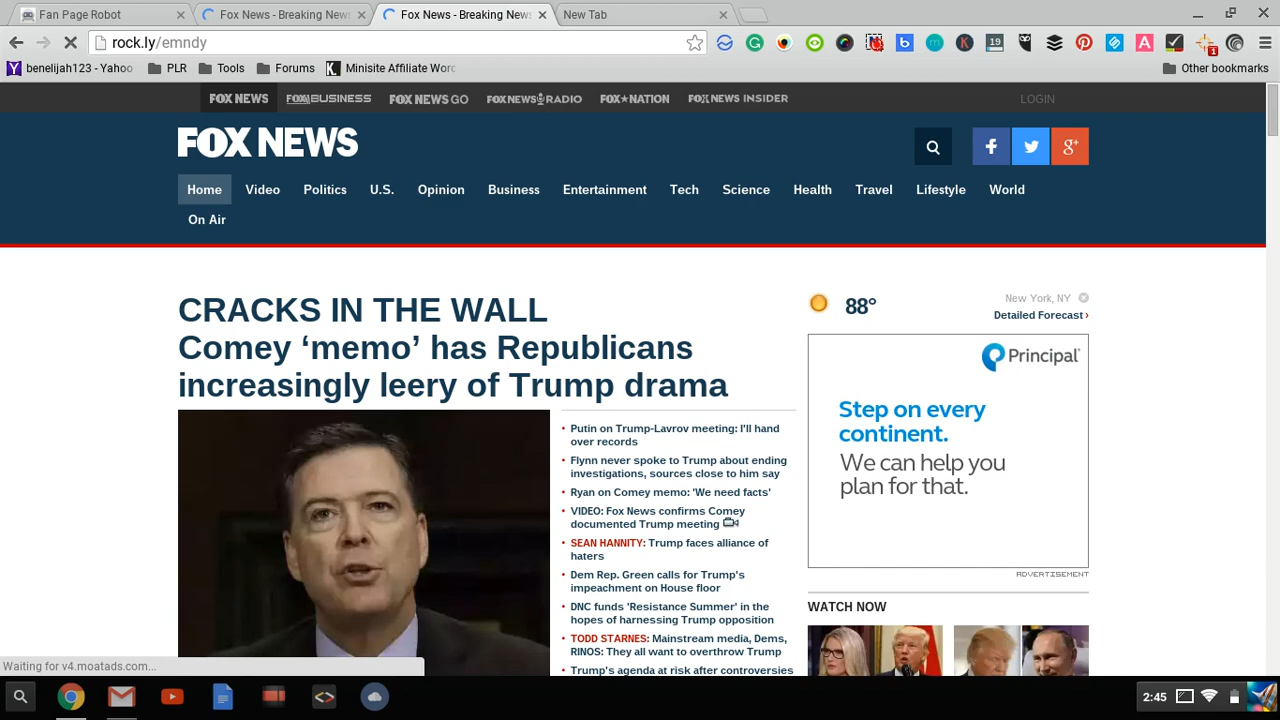 Fan Page Robot
Fox News - Breaking News
Fox News - Breaking News
New Tab
rock.ly/emndy
19
1
benelijah123 - Yahoo
PLR
Tools
Forums
Minisite Affiliate Word
Other bookmarks
FOX NEWS
FOX BUSINESS
FOX NEWS GO
FOX NEWS RADIO
FOX NATION
FOX NEWS INSIDER
LOGIN
FOX NEWS
Home
Video
Politics
U.S.
Opinion
Business
Entertainment
Tech
Science
Health
Travel
Lifestyle
World
On Air
CRACKS IN THE WALL
Comey ‘memo’ has Republicans
increasingly leery of Trump drama
Putin on Trump-Lavrov meeting: I'll hand
over records
Flynn never spoke to Trump about ending
investigations, sources close to him say
Ryan on Comey memo: 'We need facts'
VIDEO: Fox News confirms Comey
documented Trump meeting
SEAN HANNITY: Trump faces alliance of
haters
Dem Rep. Green calls for Trump's
impeachment on House floor
DNC funds 'Resistance Summer' in the
hopes of harnessing Trump opposition
TODD STARNES: Mainstream media, Dems,
RINOS: They all want to overthrow Trump
Trump's agenda at risk after controversies
88°
New York, NY
Detailed Forecast ›
Principal
Step on every
continent.
We can help you
plan for that.
ADVERTISEMENT
WATCH NOW
Waiting for v4.moatads.com...
2:45